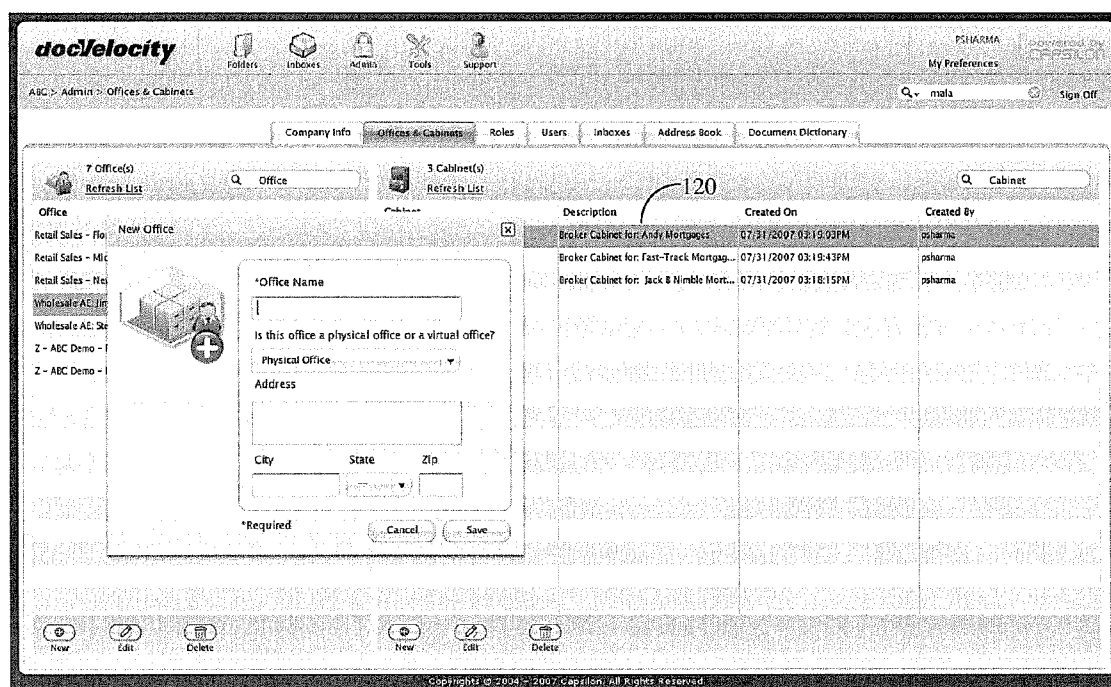 docVelocity
Folders Inboxes Admin Tools Support
PSHARMA
My Preferences
powered by
CAPSILON
ABC > Admin > Offices & Cabinets
mala
Sign Off
Company Info Offices & Cabinets Roles Users Inboxes Address Book Document Dictionary
7 Office(s)
Refresh List
Office
3 Cabinet(s)
Refresh List
120
Cabinet
Office Cabinet Description Created On Created By
Retail Sales - Flo
Broker Cabinet for: Andy Mortgages 07/31/2007 03:19:03PM psharma
Retail Sales - Mic
Broker Cabinet for: Fast-Track Mortgag... 07/31/2007 03:19:43PM psharma
Retail Sales - Ne
Broker Cabinet for: Jack & Nimble Mort... 07/31/2007 03:18:15PM psharma
Wholesale AE: Jim
Wholesale AE: Ste
Z - ABC Demo -
Z - ABC Demo -
New Office
*Office Name
Is this office a physical office or a virtual office?
Physical Office
Address
City State Zip
*Required
Cancel Save
New Edit Delete
New Edit Delete
Copyrights © 2004 - 2007 Capsilon. All Rights Reserved.